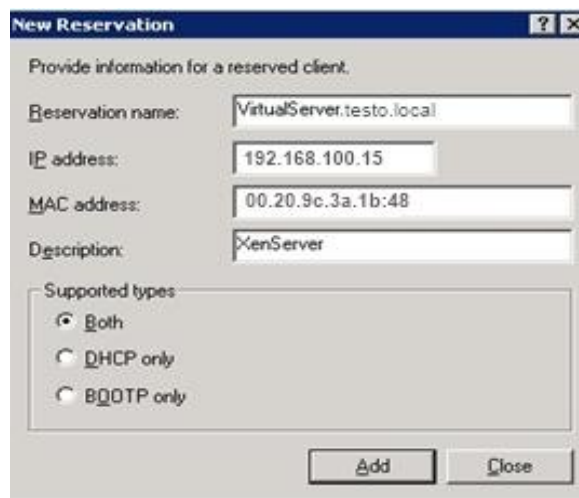 New Reservation
Provide information for a reserved client.
Reservation name: VirtualServer.testo.local
IP address: 192.168.100.15
MAC address: 00.20.9c.3a.1b:48
Description: XenServer
Supported types
Both
DHCP only
BOOTP only
Add Close